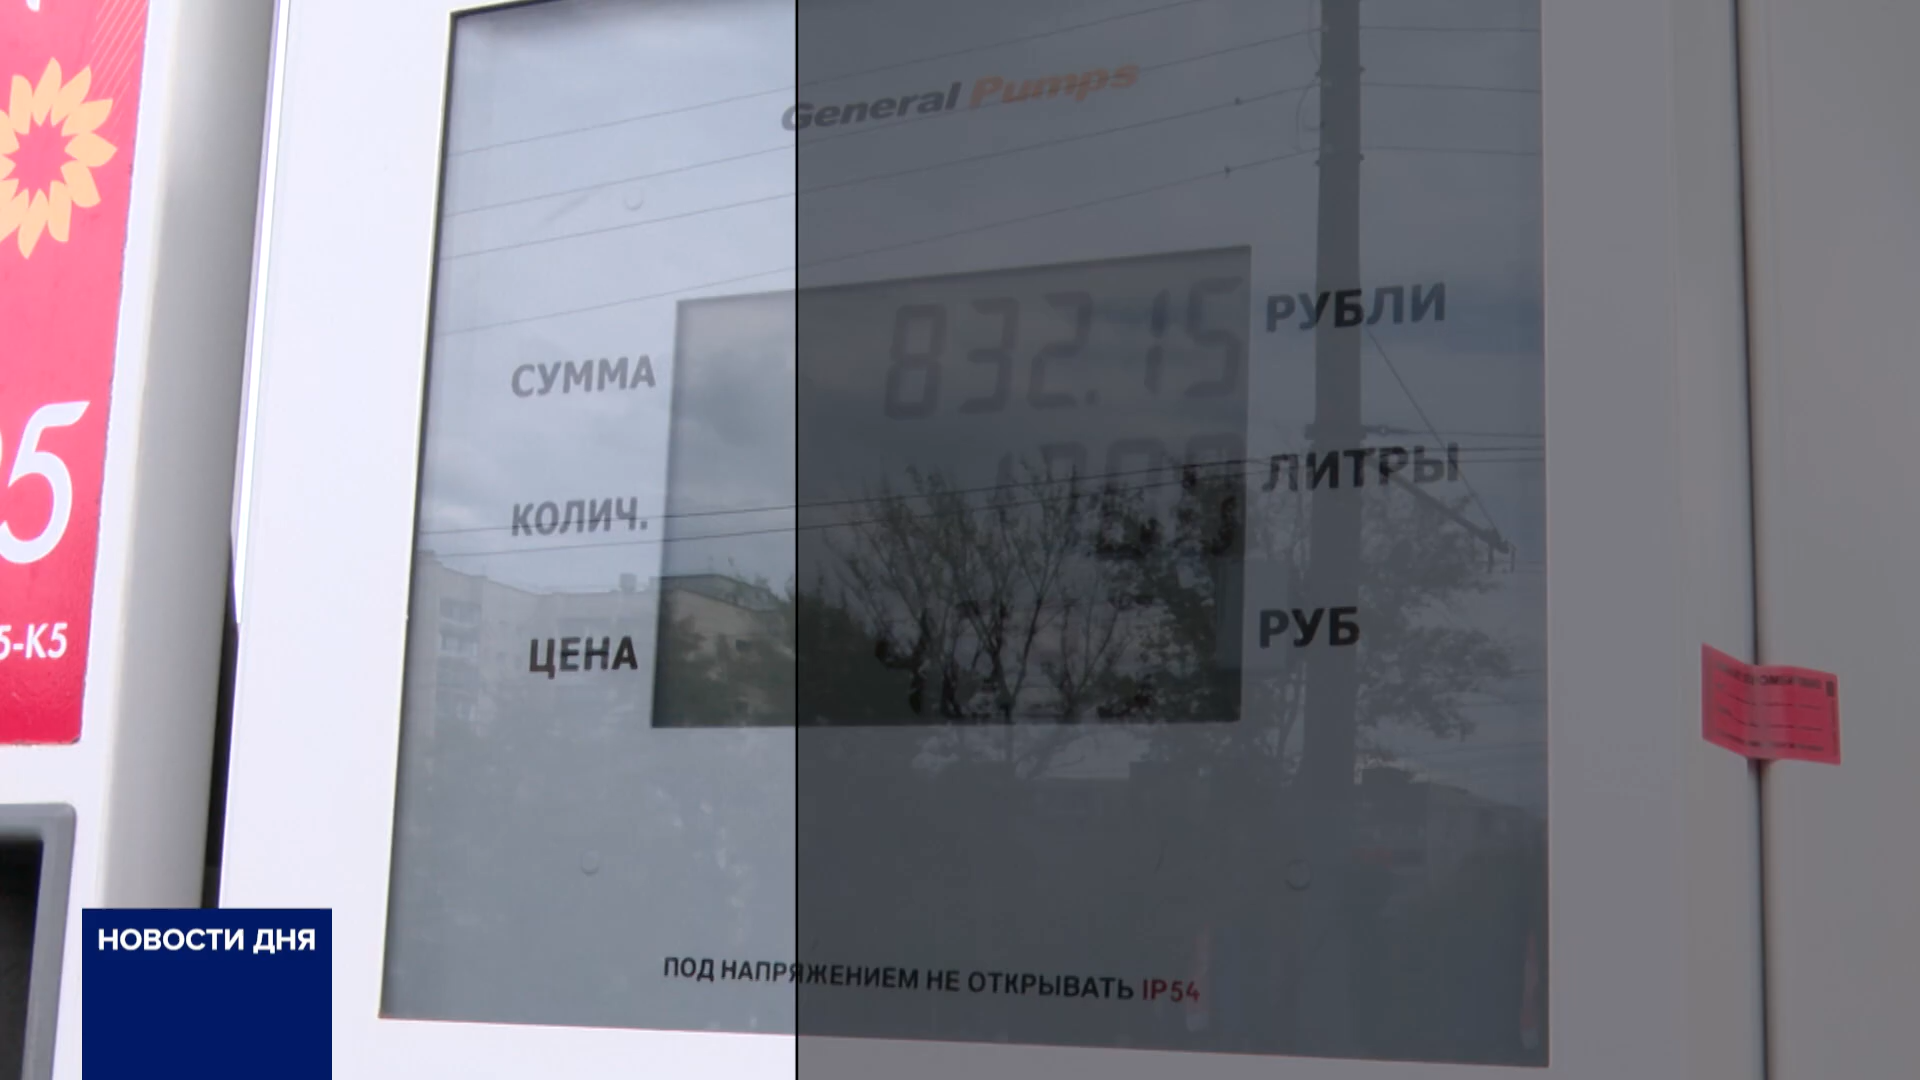 General Pumps
832.15 РУБЛИ
СУММА
ЛИТРЫ
КОЛИЧ.
РУБ
ЦЕНА
5
5-К5
ПОД НАПРЯЖЕНИЕМ НЕ ОТКРЫВАТЬ IP54
НОВОСТИ ДНЯ